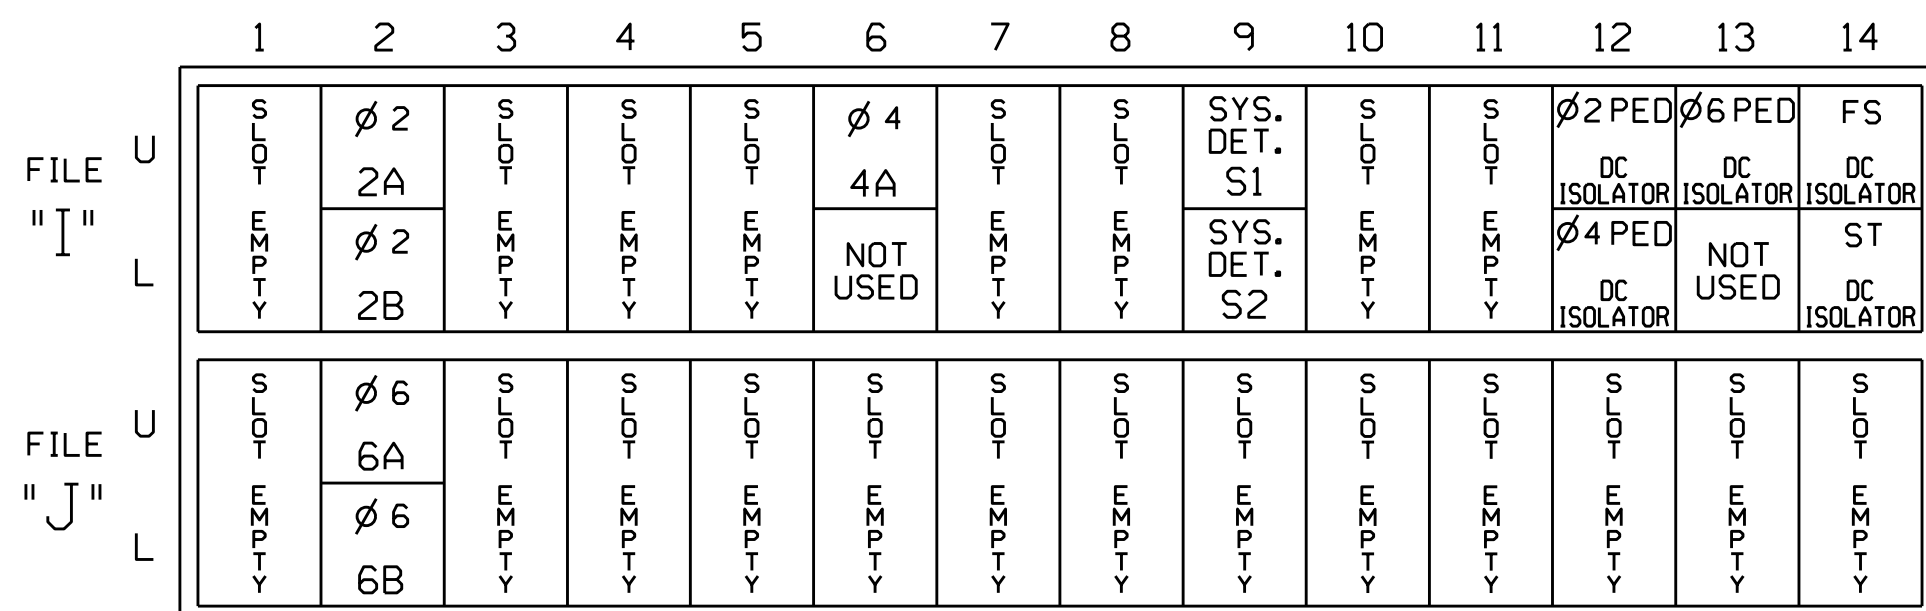 1 2 3 4 5 6 7 8 9 10 11 12 13 14
FILE
"I"
U
L
SLOT EMPTY
Ø 2
2A
Ø 2
2B
SLOT EMPTY
SLOT EMPTY
SLOT EMPTY
Ø 4
4A
NOT
USED
SLOT EMPTY
SLOT EMPTY
SYS.
DET.
S1
SYS.
DET.
S2
SLOT EMPTY
SLOT EMPTY
Ø2 PED
DC
ISOLATOR
Ø4 PED
DC
ISOLATOR
Ø6 PED
DC
ISOLATOR
NOT
USED
FS
DC
ISOLATOR
ST
DC
ISOLATOR
FILE
"J"
U
L
SLOT EMPTY
Ø 6
6A
Ø 6
6B
SLOT EMPTY
SLOT EMPTY
SLOT EMPTY
SLOT EMPTY
SLOT EMPTY
SLOT EMPTY
SLOT EMPTY
SLOT EMPTY
SLOT EMPTY
SLOT EMPTY
SLOT EMPTY
SLOT EMPTY